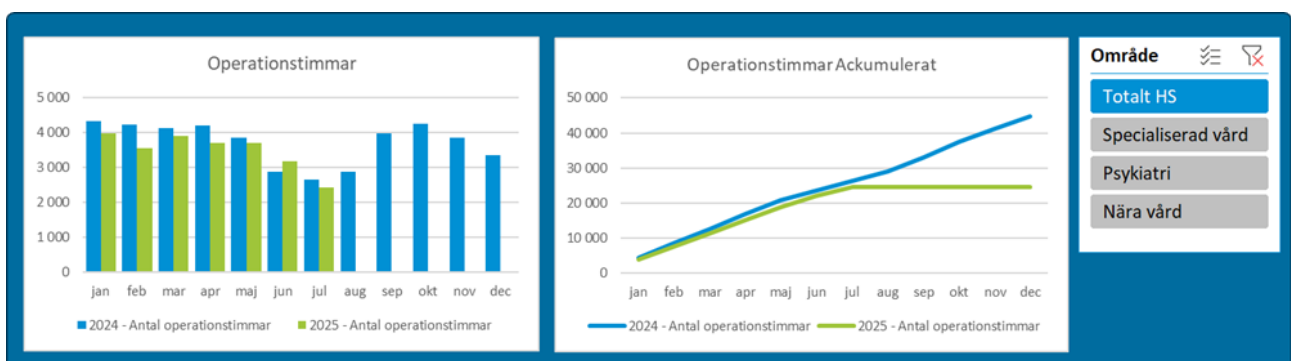 Operationstimmar
5 000
4 000
3 000
2 000
1 000
0
jan feb mar apr maj jun jul aug sep okt nov dec
2024 - Antal operationstimmar 2025 - Antal operationstimmar
Operationstimmar Ackumulerat
50 000
40 000
30 000
20 000
10 000
0
jan feb mar apr maj jun jul aug sep okt nov dec
2024 - Antal operationstimmar 2025 - Antal operationstimmar
Område
Totalt HS
Specialiserad vård
Psykiatri
Nära vård